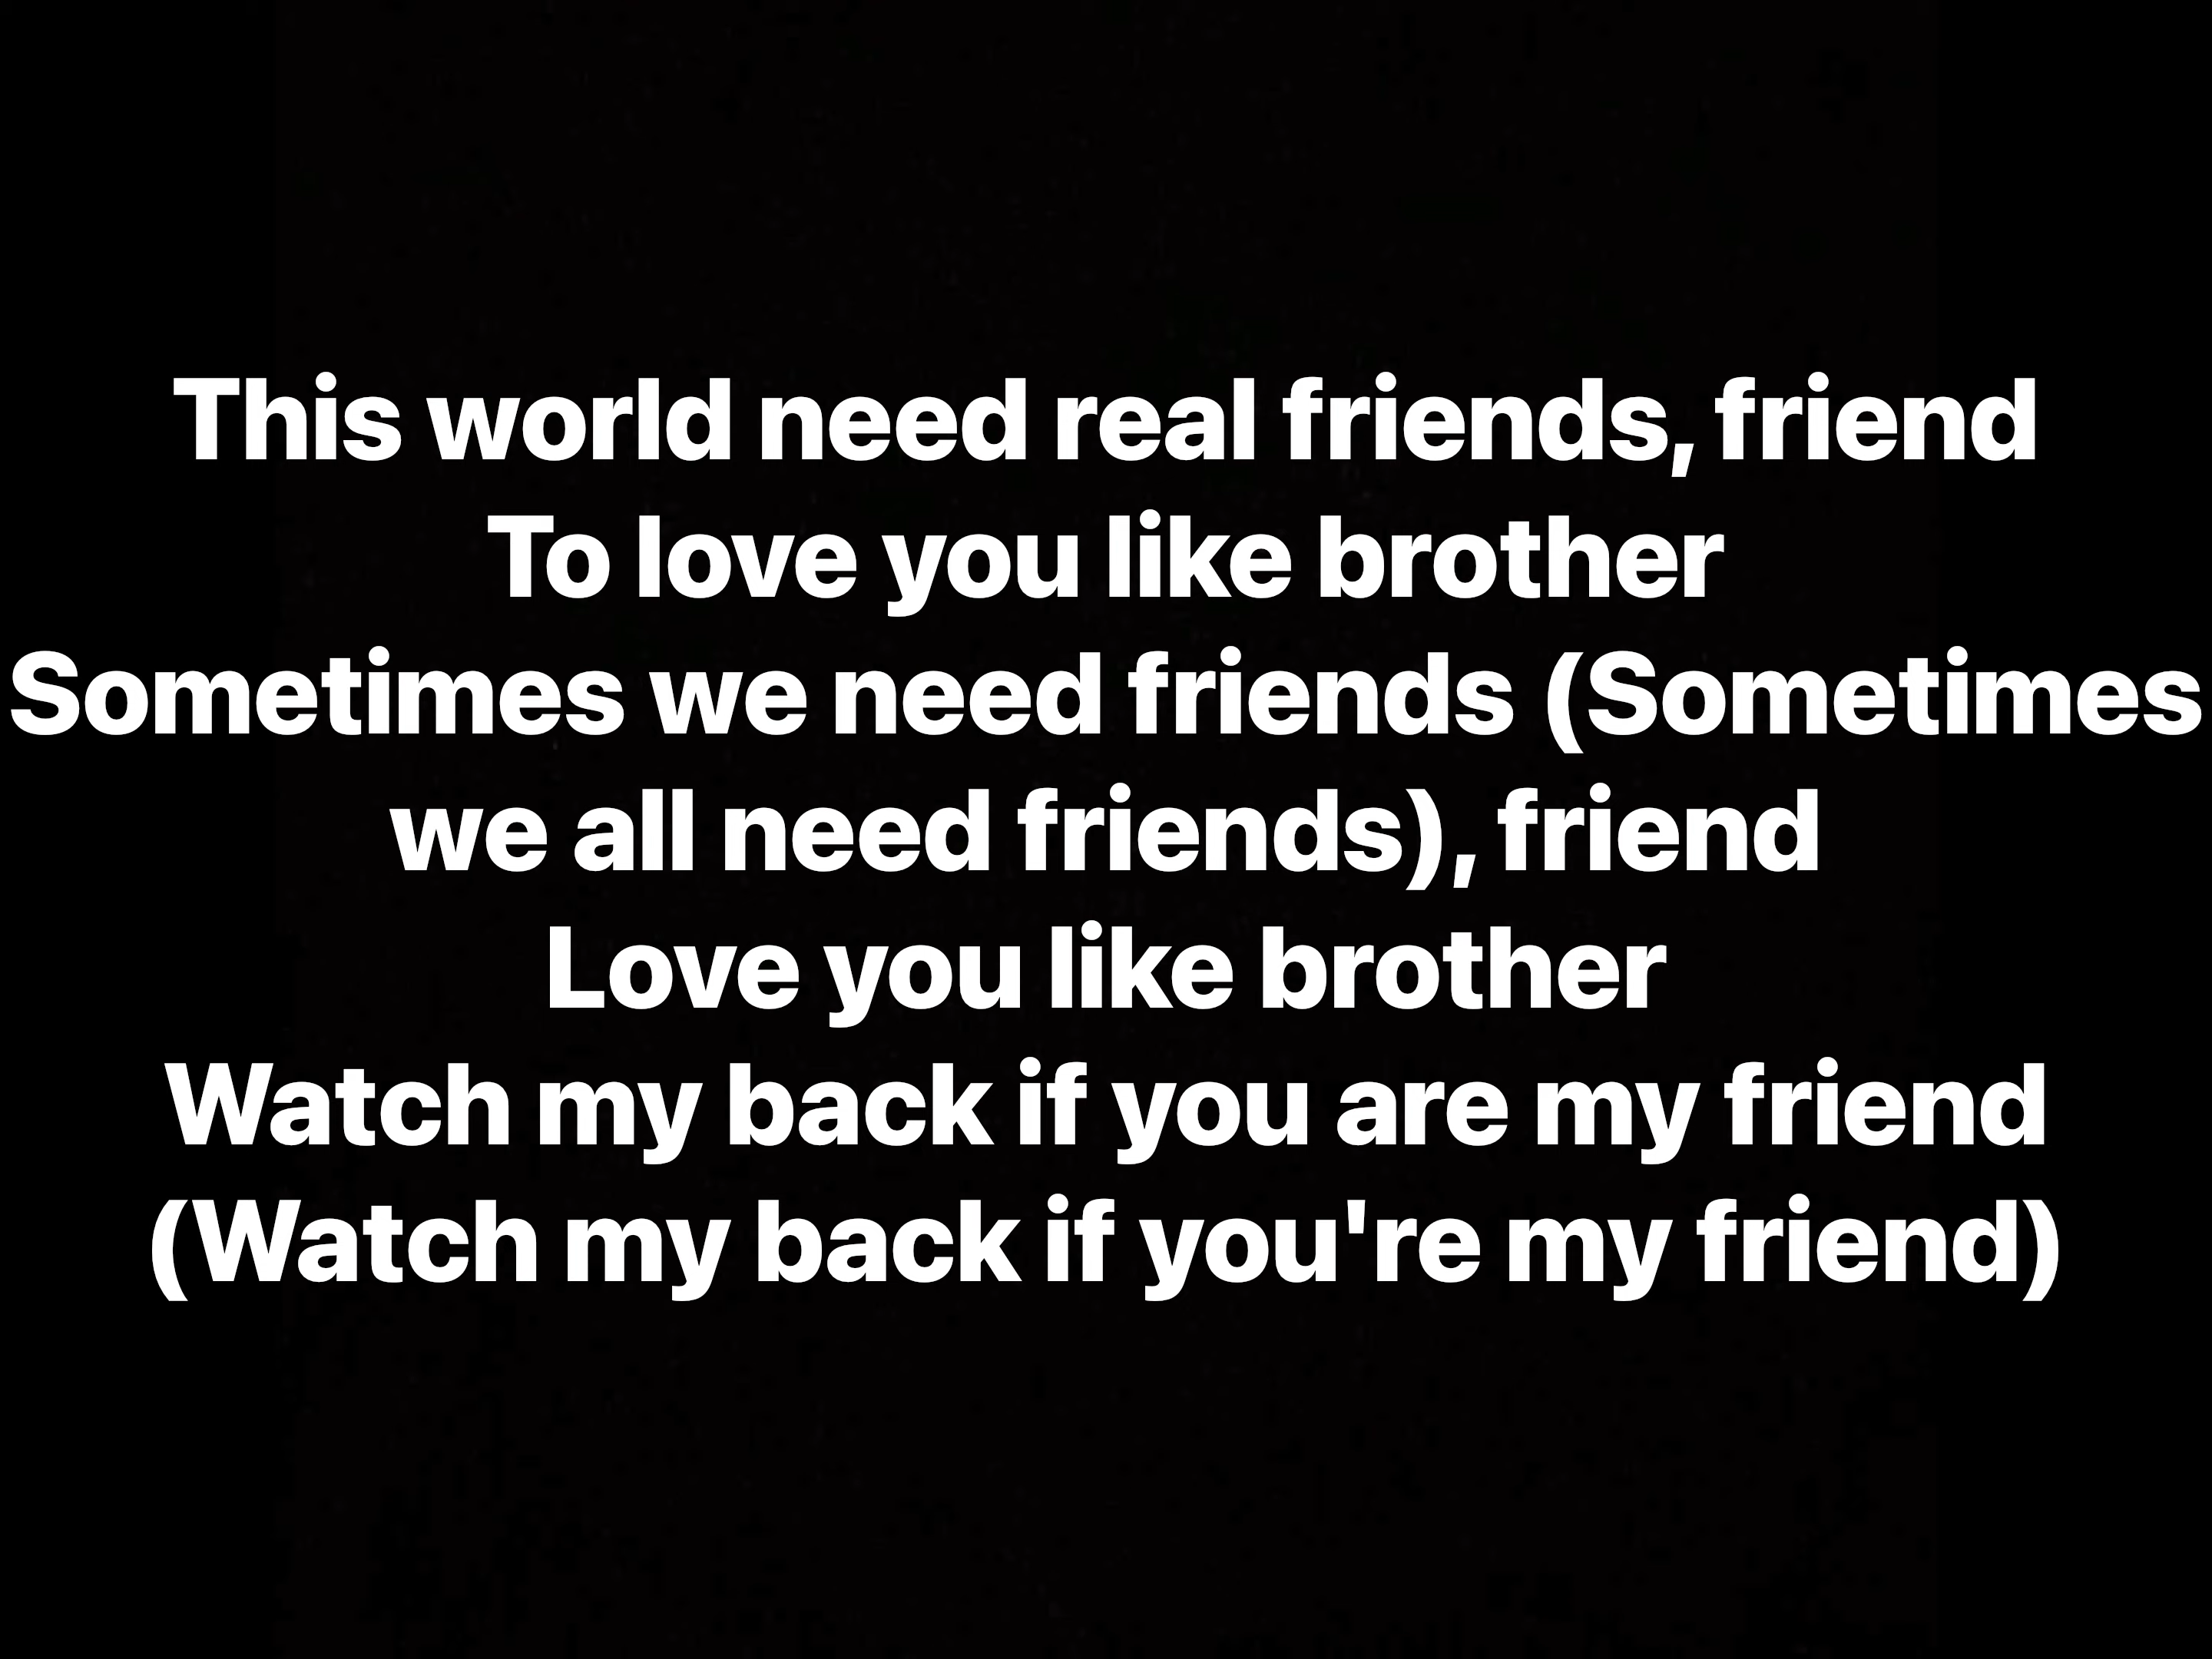 This world need real friends, friend
To love you like brother
Sometimes we need friends (Sometimes
we all need friends), friend
Love you like brother
Watch my back if you are my friend
(Watch my back if you're my friend)